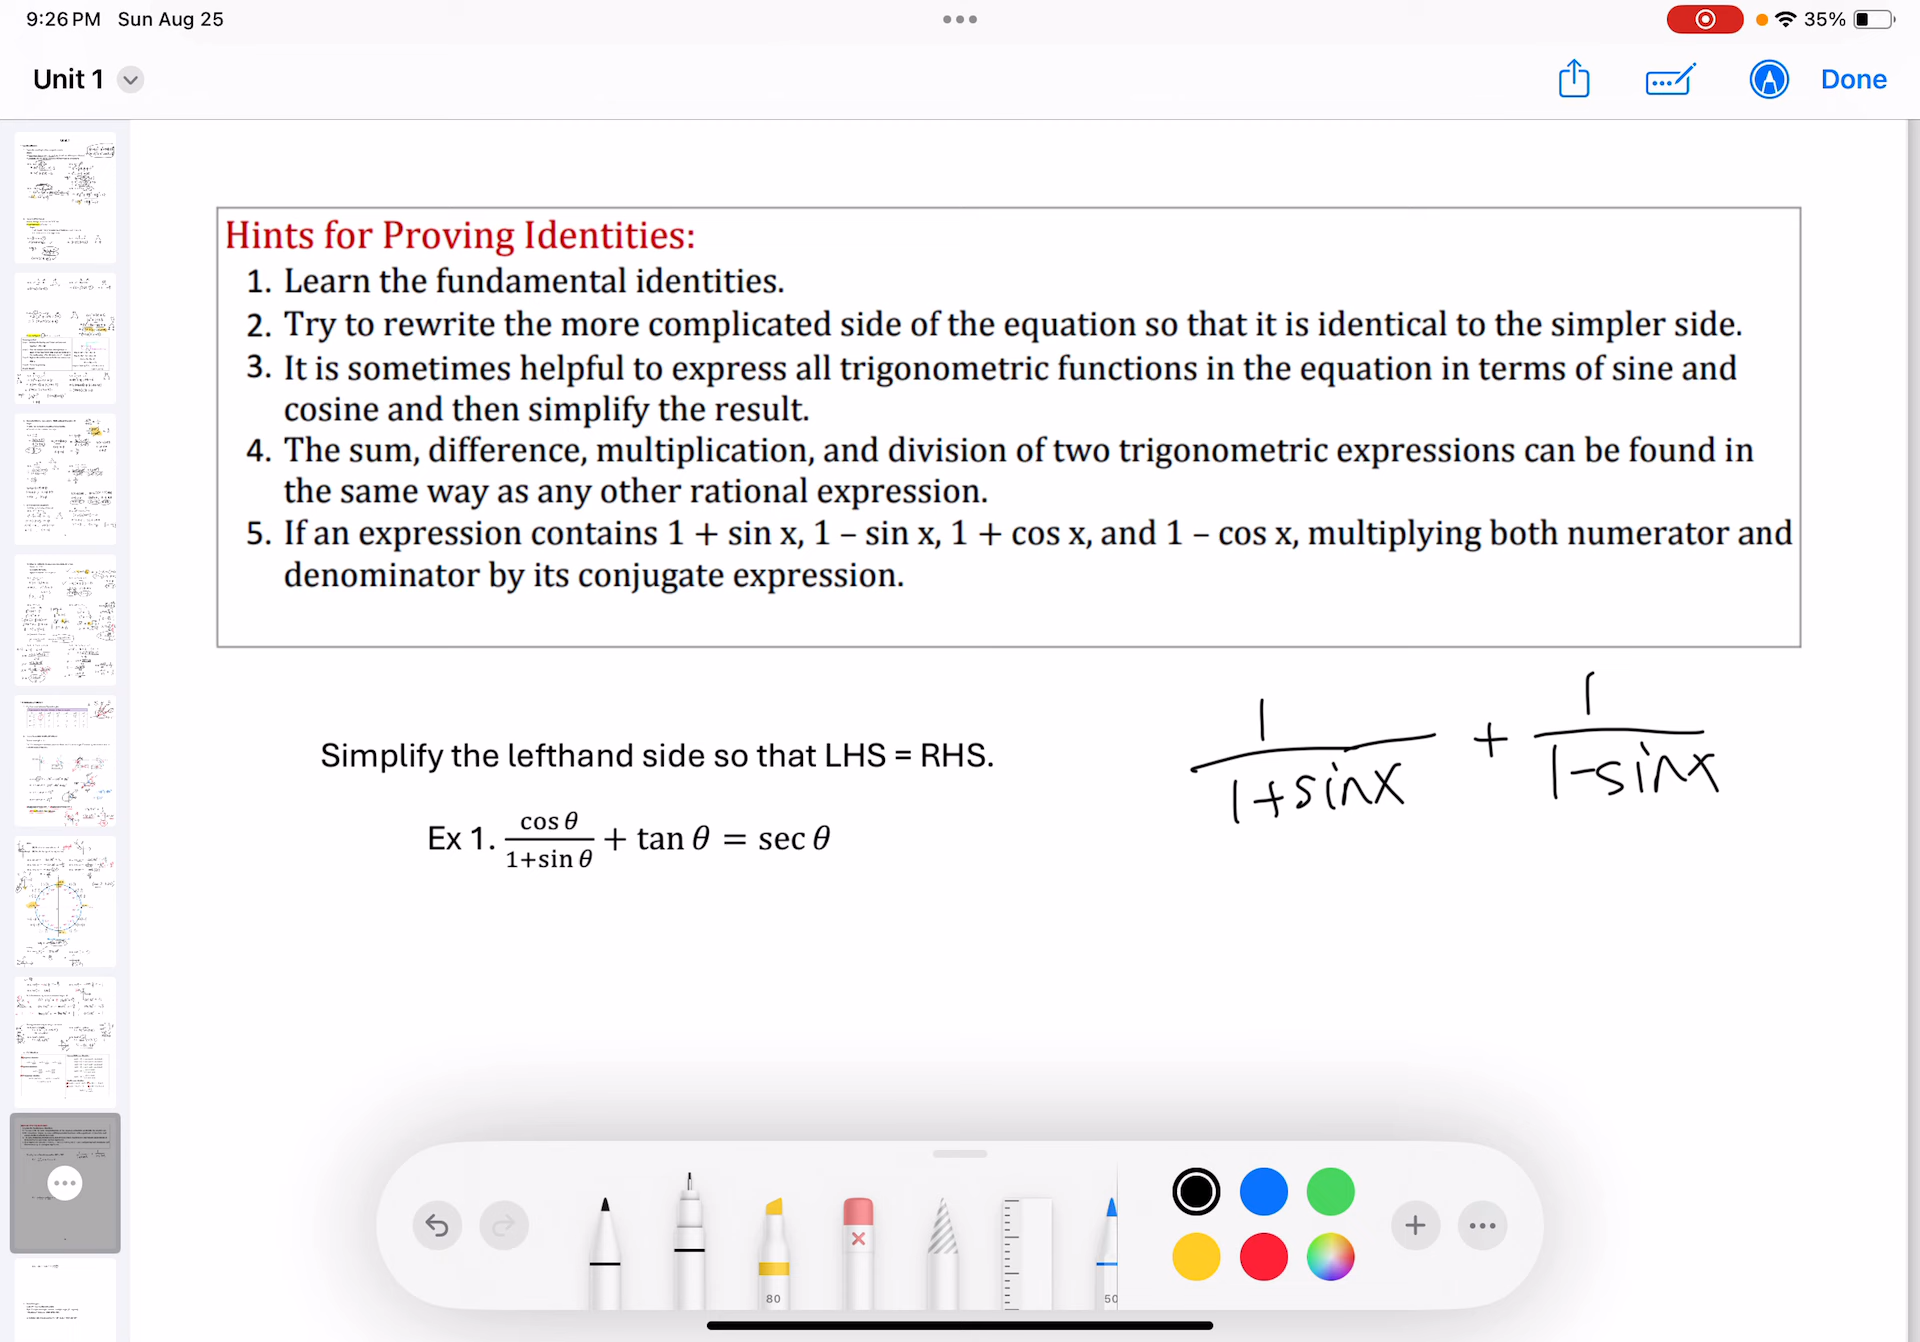 9:26 PM Sun Aug 25
35%
Unit 1
Done
Hints for Proving Identities:
1. Learn the fundamental identities.
2. Try to rewrite the more complicated side of the equation so that it is identical to the simpler side.
3. It is sometimes helpful to express all trigonometric functions in the equation in terms of sine and
cosine and then simplify the result.
4. The sum, difference, multiplication, and division of two trigonometric expressions can be found in
the same way as any other rational expression.
5. If an expression contains 1 + sin x, 1 – sin x, 1 + cos x, and 1 – cos x, multiplying both numerator and
denominator by its conjugate expression.
1/(1+sinx) + 1/(1-sinx)
Simplify the lefthand side so that LHS = RHS.
Ex 1. cos θ/(1+sin θ) + tan θ = sec θ
80
50